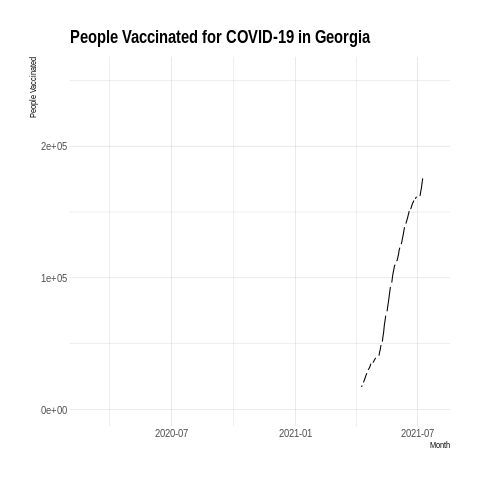 People Vaccinated for COVID-19 in Georgia
People Vaccinated
2e+05
1e+05
0e+00
2020-07
2021-01
2021-07
Month